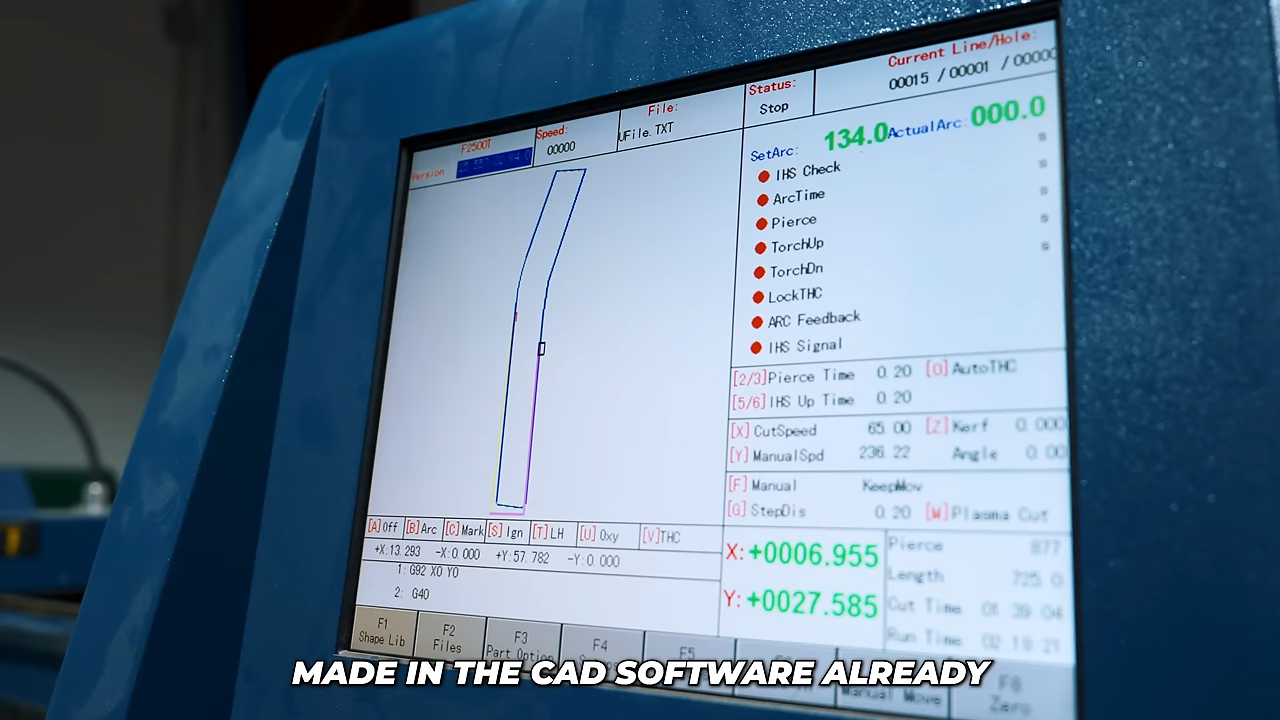 F2500T
Version
Speed:
00000
File:
UFile.TXT
Status:
Stop
Current Line/Hole:
00015 / 00001 / 00000
SetArc: 134.0 ActualArc: 000.0
IHS Check
ArcTime
Pierce
TorchUp
TorchDn
LockTHC
ARC Feedback
IHS Signal
[2/3]Pierce Time 0.20 [O]AutoTHC
[5/6]IHS Up Time 0.20
[X]CutSpeed 65.00 [Z]Kerf 0.000
[Y]ManualSpd 236.22 Angle 0.00
[F]Manual KeepMov
[G]StepDis 0.20 [W]Plasma Cut
[A]Off [B]Arc [C]Mark [S]Ign [T]LH [U]Oxy [V]THC
+X:13.293 -X:0.000 +Y:57.782 -Y:0.000
1: G92 X0 Y0
2: G40
X:+0006.955
Y:+0027.585
Pierce 877
Length 725.0
Cut Time 01:39:04
Run Time 02:18:21
F1
Shape Lib
F2
Files
F3
Part Option
F4
F5
Manual Move
F8
Zero
MADE IN THE CAD SOFTWARE ALREADY